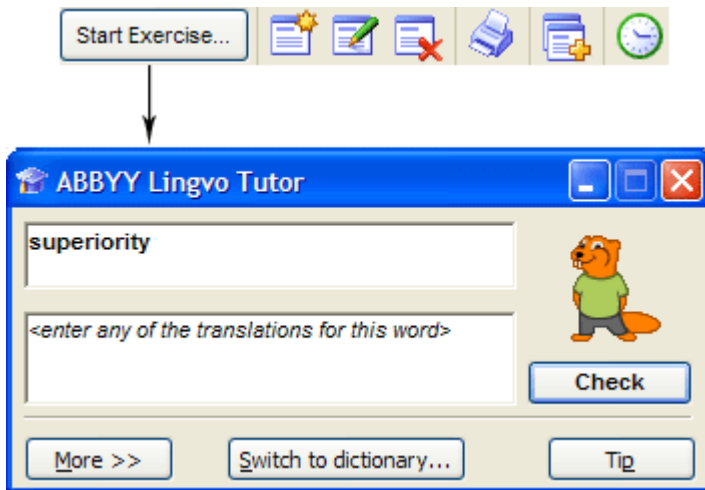 Start Exercise...
ABBYY Lingvo Tutor
superiority
<enter any of the translations for this word>
Check
More >>
Switch to dictionary...
Tip